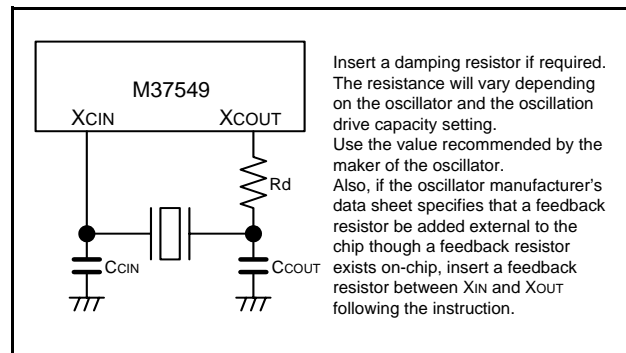 M37549
XCIN
XCOUT
Rd
CCIN
CCOUT
Insert a damping resistor if required.
The resistance will vary depending
on the oscillator and the oscillation
drive capacity setting.
Use the value recommended by the
maker of the oscillator.
Also, if the oscillator manufacturer's
data sheet specifies that a feedback
resistor be added external to the
chip though a feedback resistor
exists on-chip, insert a feedback
resistor between XIN and XOUT
following the instruction.